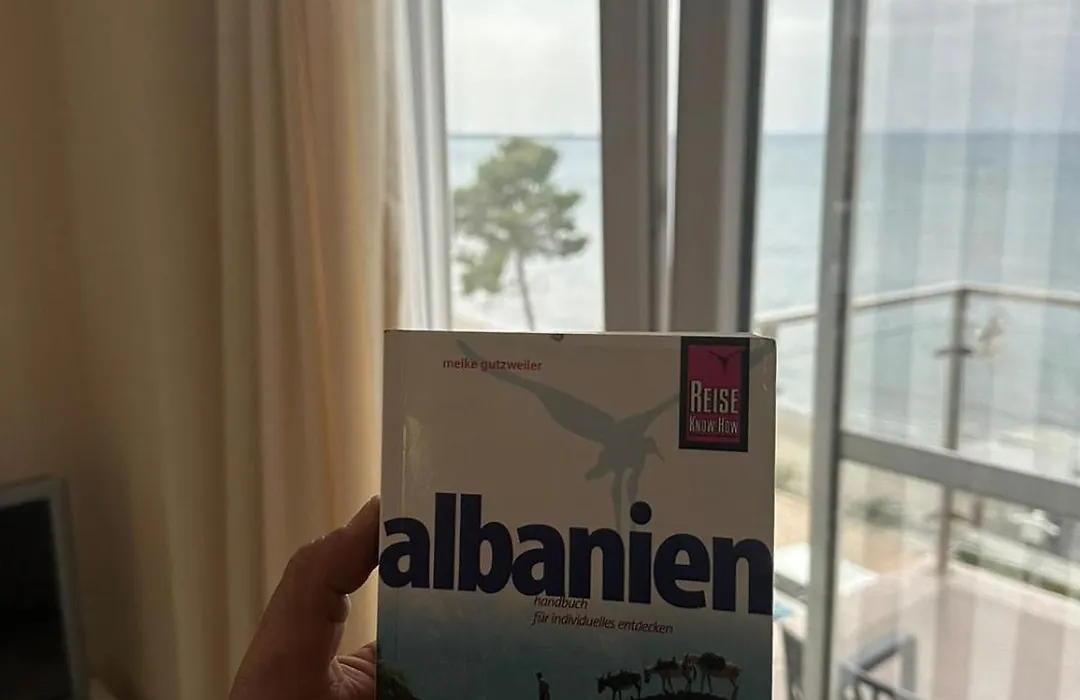 meike gutzweiler
REISE
KNOW-HOW
albanien
handbuch
für individuelles entdecken